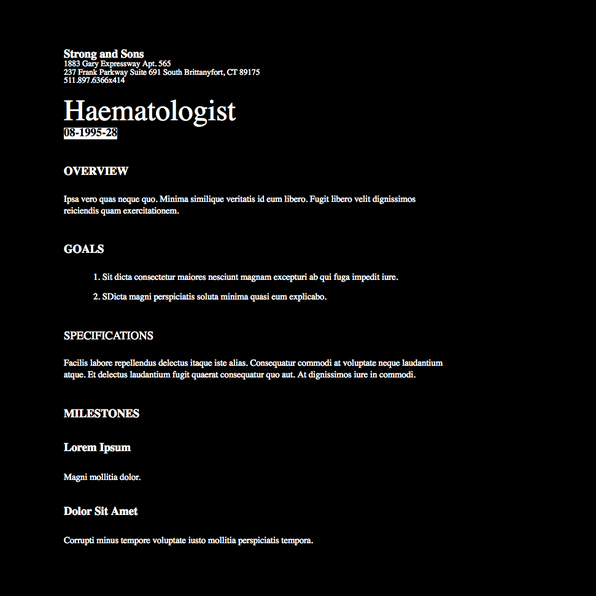 Strong and Sons
1883 Gary Expressway Apt. 565
237 Frank Parkway Suite 691 South Brittanyfort, CT 89175
511.897.6366x414
Haematologist
08-1995-28
OVERVIEW
Ipsa vero quas neque quo. Minima similique veritatis id eum libero. Fugit libero velit dignissimos
reiciendis quam exercitationem.
GOALS
1. Sit dicta consectetur maiores nesciunt magnam excepturi ab qui fuga impedit iure.
2. SDicta magni perspiciatis soluta minima quasi eum explicabo.
SPECIFICATIONS
Facilis labore repellendus delectus itaque iste alias. Consequatur commodi at voluptate neque laudantium
atque. Et delectus laudantium fugit quaerat consequatur quo aut. At dignissimos iure in commodi.
MILESTONES
Lorem Ipsum
Magni mollitia dolor.
Dolor Sit Amet
Corrupti minus tempore voluptate iusto mollitia perspiciatis tempora.